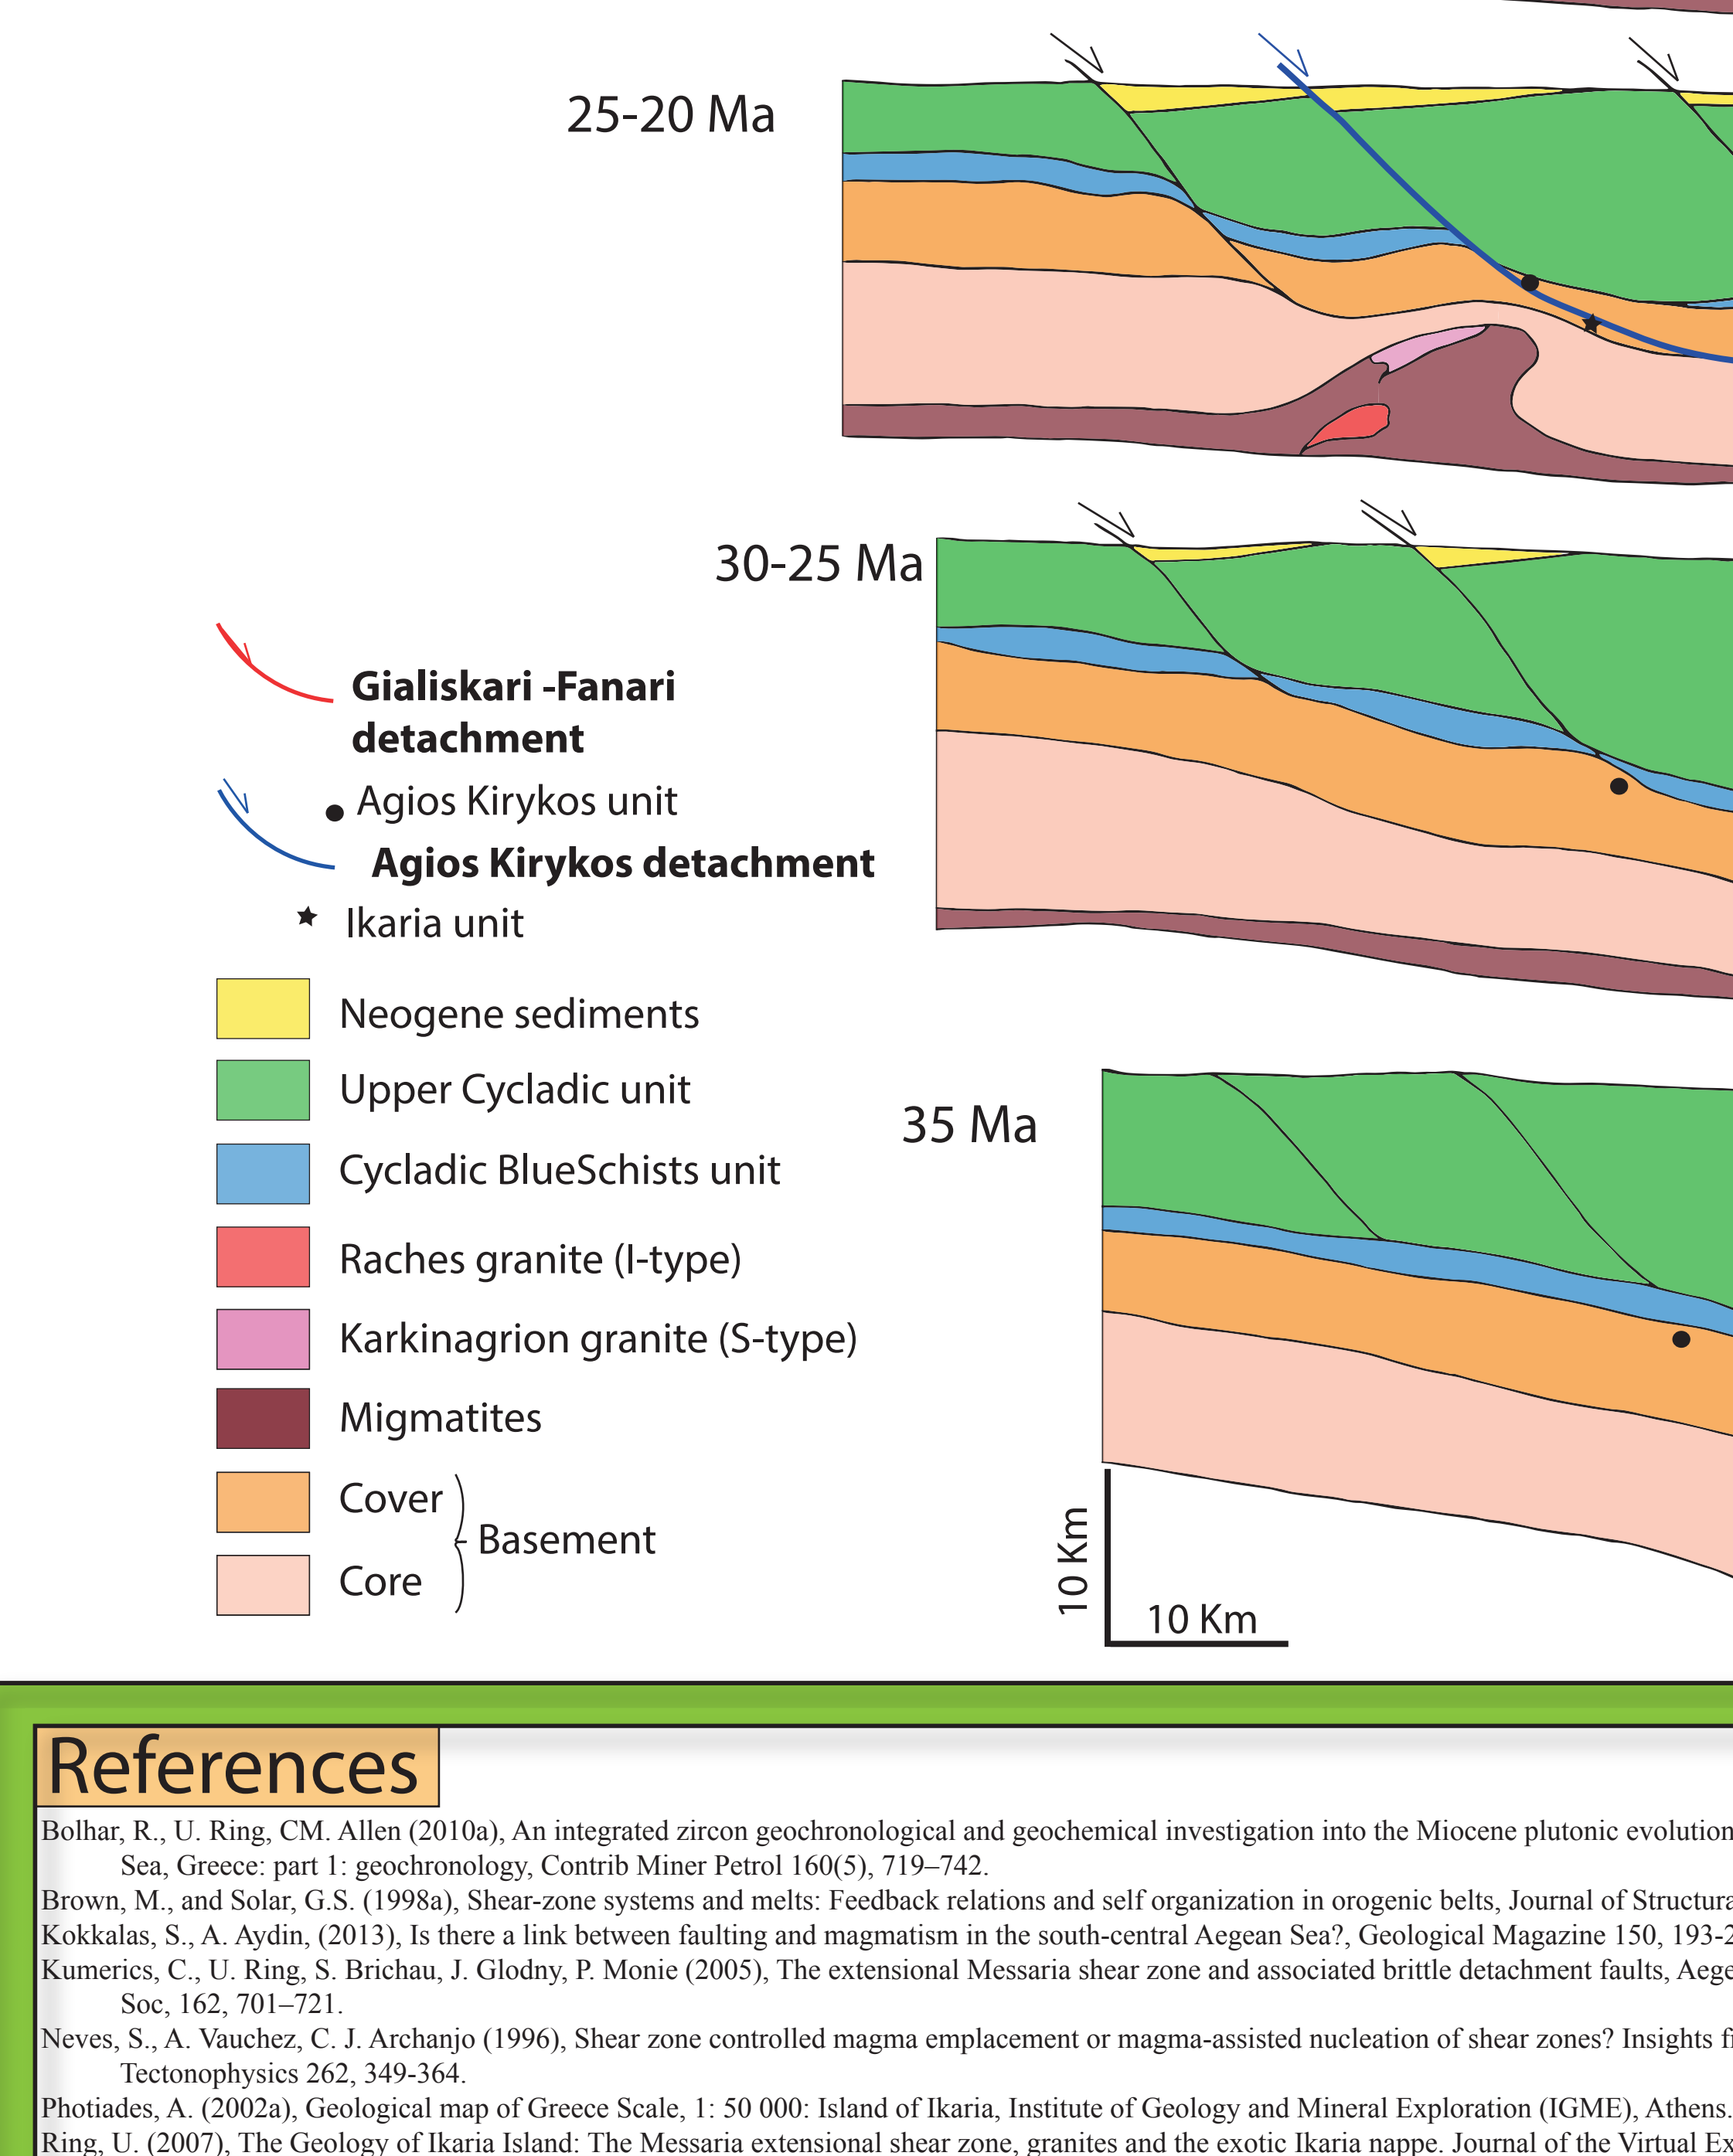 25-20 Ma
30-25 Ma
Gialiskari -Fanari
detachment
Agios Kirykos unit
Agios Kirykos detachment
Ikaria unit
Neogene sediments
Upper Cycladic unit
35 Ma
Cycladic BlueSchists unit
Raches granite (I-type)
Karkinagrion granite (S-type)
Migmatites
Cover
Basement
Core
10 Km
10 Km
References
Bolhar, R., U. Ring, CM. Allen (2010a), An integrated zircon geochronological and geochemical investigation into the Miocene plutonic evolution
Sea, Greece: part 1: geochronology, Contrib Miner Petrol 160(5), 719–742.
Brown, M., and Solar, G.S. (1998a), Shear-zone systems and melts: Feedback relations and self organization in orogenic belts, Journal of Structura
Kokkalas, S., A. Aydin, (2013), Is there a link between faulting and magmatism in the south-central Aegean Sea?, Geological Magazine 150, 193-2
Kumerics, C., U. Ring, S. Brichau, J. Glodny, P. Monie (2005), The extensional Messaria shear zone and associated brittle detachment faults, Aege
Soc, 162, 701–721.
Neves, S., A. Vauchez, C. J. Archanjo (1996), Shear zone controlled magma emplacement or magma-assisted nucleation of shear zones? Insights f
Tectonophysics 262, 349-364.
Photiades, A. (2002a), Geological map of Greece Scale, 1: 50 000: Island of Ikaria, Institute of Geology and Mineral Exploration (IGME), Athens.
Ring, U. (2007), The Geology of Ikaria Island: The Messaria extensional shear zone, granites and the exotic Ikaria nappe. Journal of the Virtual Ex